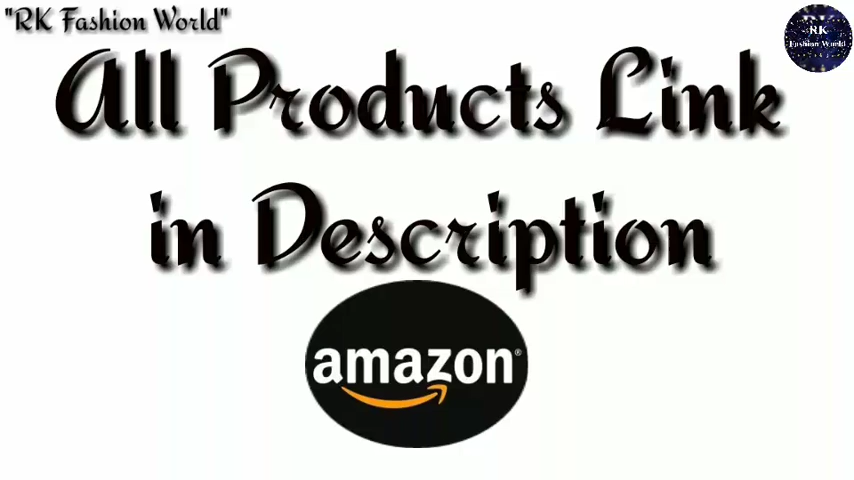 "RK Fashion World"
RK
Fashion World
All Products Link
in Description
amazon®